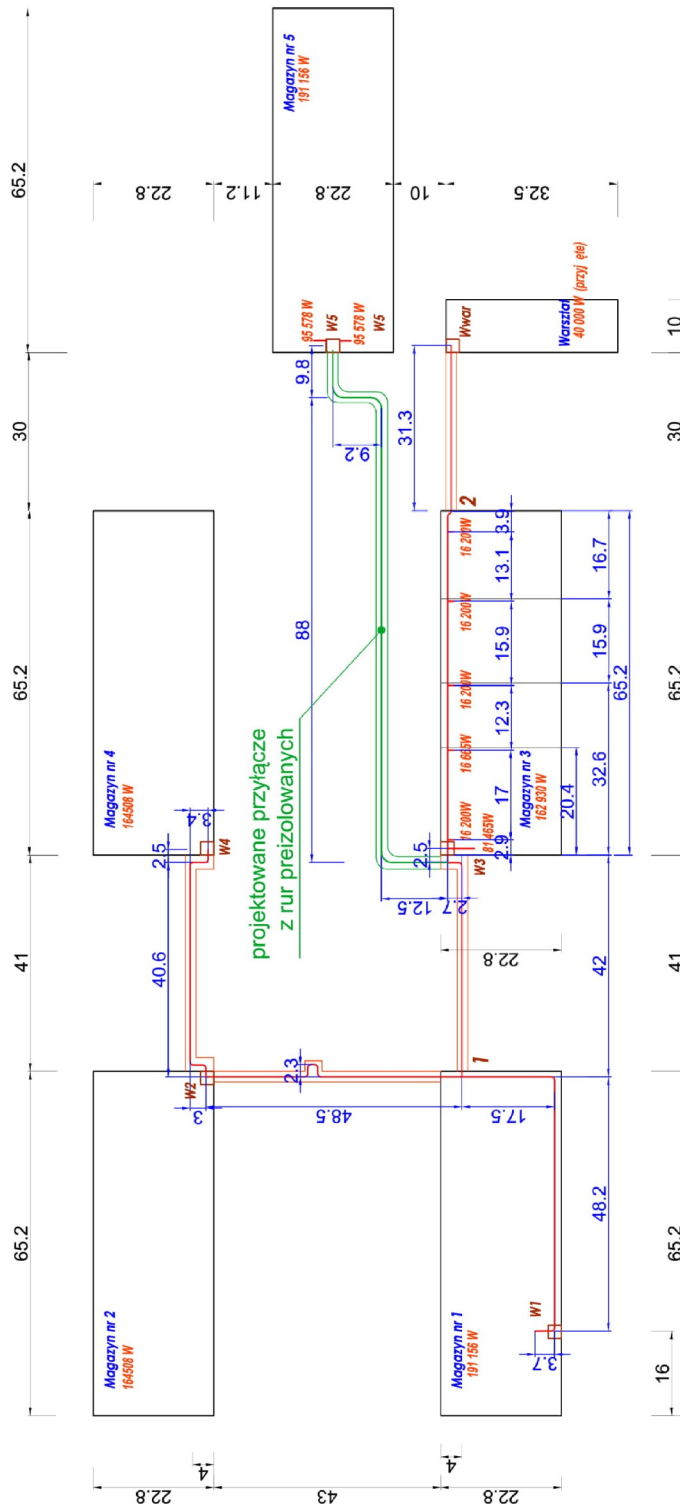 65.2
41
65.2
30
65.2
22.8
43
22.8
4
4
Magazyn nr 2
164508 W
W2
3
40.6
2.5
3.4
Magazyn nr 4
164508 W
W4
22.8
11.2
22.8
10
32.5
Magazyn nr 5
191 156 W
95 578 W
W5
95 578 W
W5
9.8
9.2
88
projektowane przyłącze
z rur preizolowanych
31.3
Wwar
Warsztat
40 000 W (przyj ęte)
10
2.3
48.5
17.5
48.2
Magazyn nr 1
191 156 W
W1
3.7
16
1
42
22.8
12.5
2.7
W3
2.5
2.9
81 465W
16 200W
16 665W
16 200W
16 200W
16 200W
2
17
12.3
15.9
13.1
3.9
Magazyn nr 3
162 930 W
20.4
32.6
15.9
16.7
65.2
65.2
41
65.2
30
10